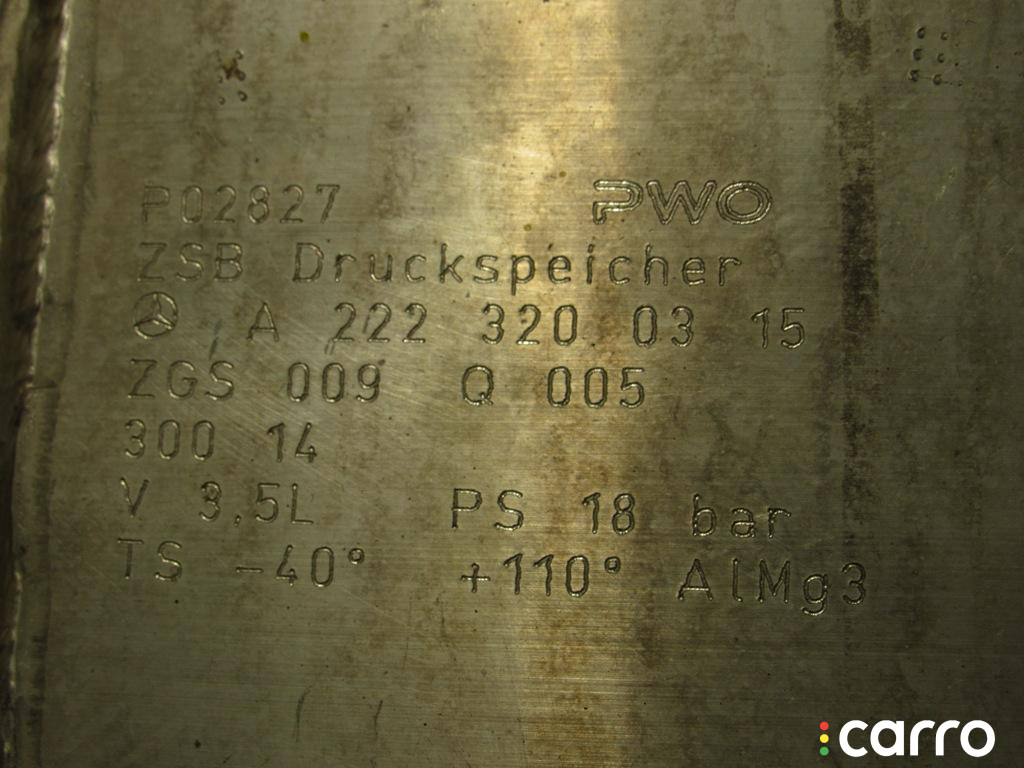 P02827 PWO
ZSB Druckspeicher
A 222 320 03 15
ZGS 009 Q 005
300 14
V 3,5L PS 18 bar
TS -40° +110° AlMg3
carro